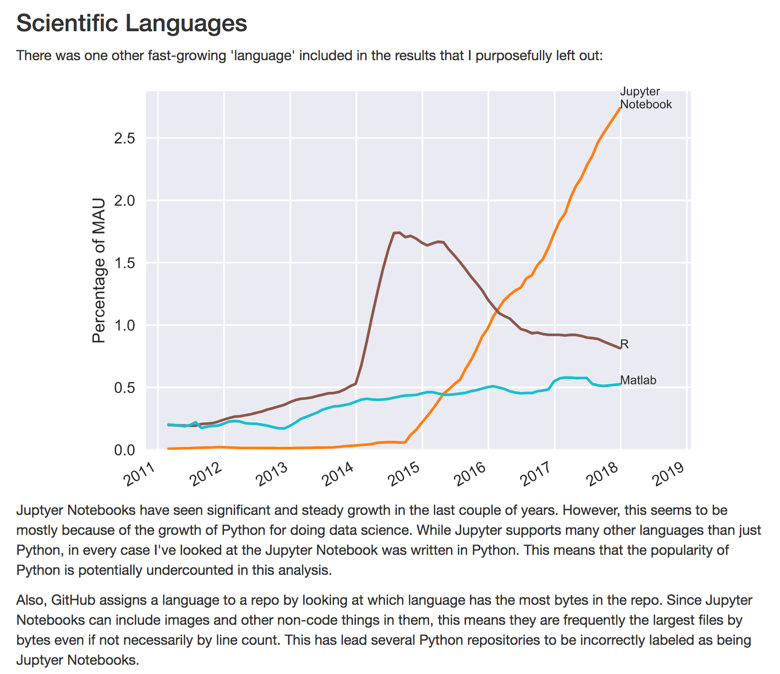 Scientific Languages
There was one other fast-growing 'language' included in the results that I purposefully left out:
Jupyter
Notebook
2.5
2.0
1.5
1.0
0.5
0.0
Percentage of MAU
R
Matlab
2011
2012
2013
2014
2015
2016
2017
2018
2019
Juptyer Notebooks have seen significant and steady growth in the last couple of years. However, this seems to be
mostly because of the growth of Python for doing data science. While Jupyter supports many other languages than just
Python, in every case I've looked at the Jupyter Notebook was written in Python. This means that the popularity of
Python is potentially undercounted in this analysis.
Also, GitHub assigns a language to a repo by looking at which language has the most bytes in the repo. Since Jupyter
Notebooks can include images and other non-code things in them, this means they are frequently the largest files by
bytes even if not necessarily by line count. This has lead several Python repositories to be incorrectly labeled as being
Juptyer Notebooks.